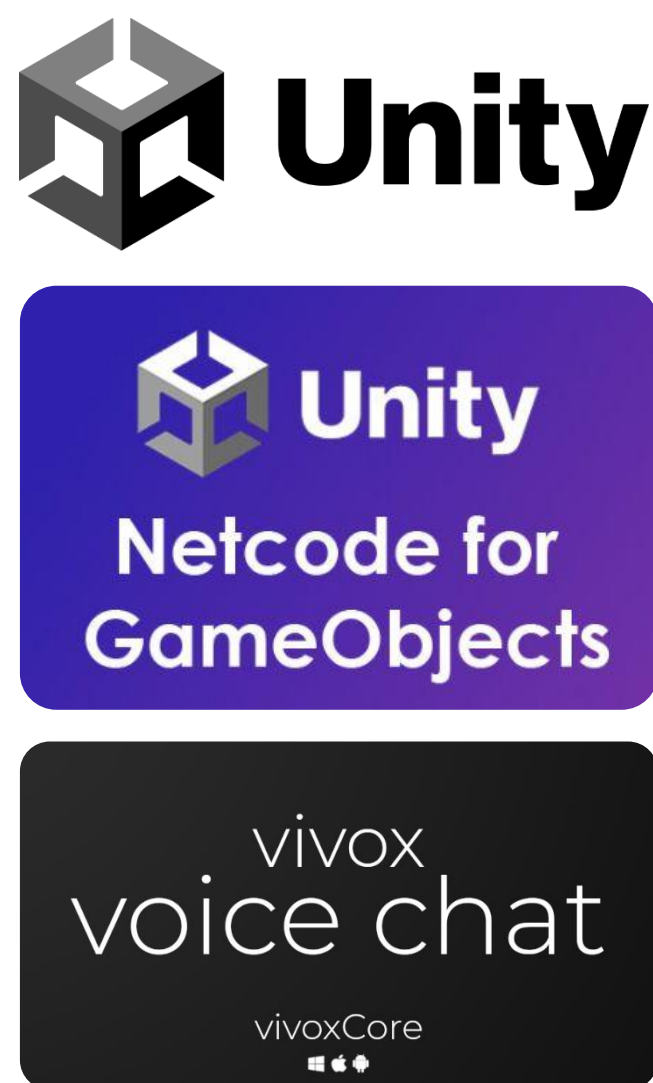 Unity
Unity
Netcode for
GameObjects
vivox
voice chat
vivoxCore